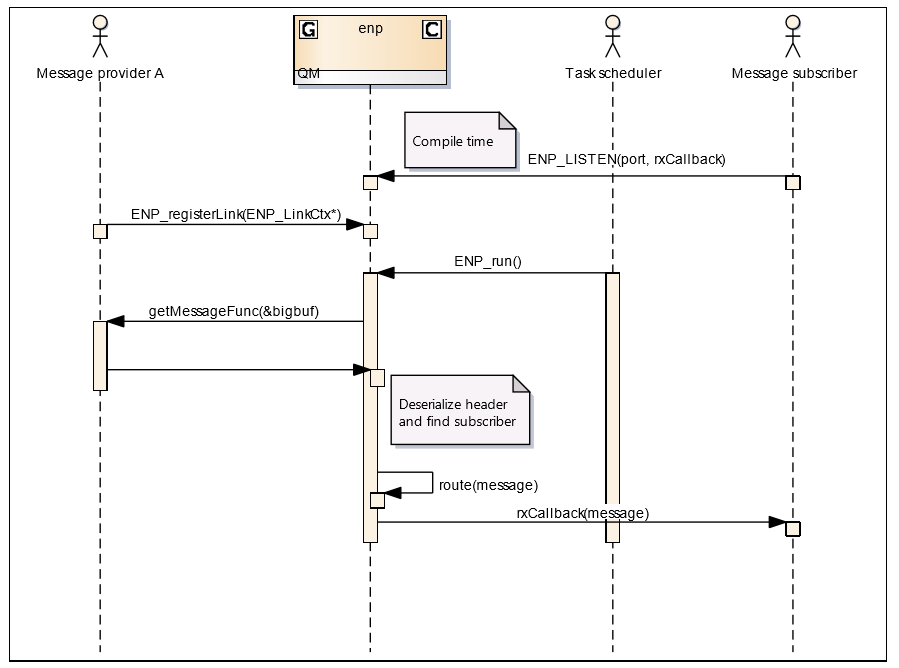 G
enp
C
QM
Message provider A
Task scheduler
Message subscriber
Compile time
ENP_LISTEN(port, rxCallback)
ENP_registerLink(ENP_LinkCtx*)
ENP_run()
getMessageFunc(&bigbuf)
Deserialize header
and find subscriber
route(message)
rxCallback(message)